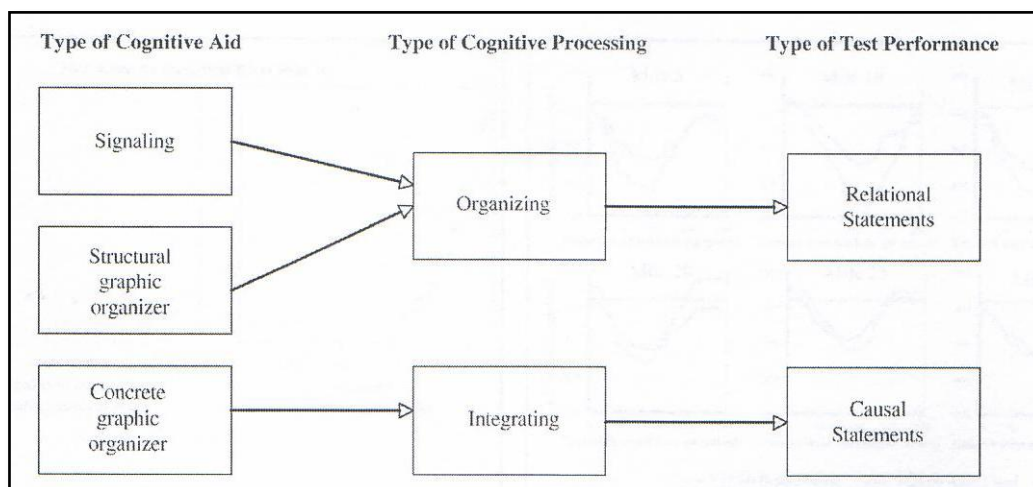 Type of Cognitive Aid
Type of Cognitive Processing
Type of Test Performance
Signaling
Organizing
Relational
Statements
Structural
graphic
organizer
Concrete
graphic
organizer
Integrating
Causal
Statements